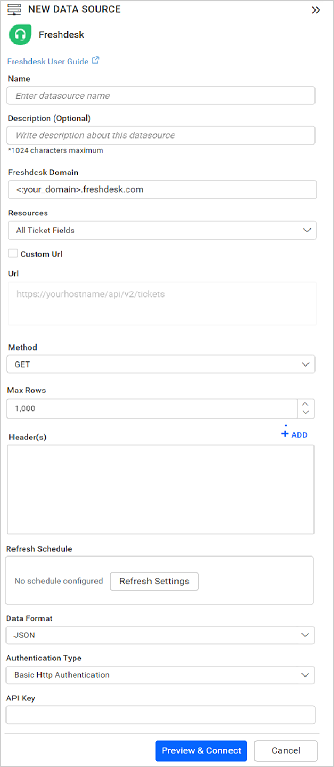 NEW DATA SOURCE
Freshdesk
Freshdesk User Guide
Name
Enter datasource name
Description (Optional)
Write description about this datasource
*1024 characters maximum
Freshdesk Domain
<:your_domain>.freshdesk.com
Resources
All Ticket Fields
Custom Url
Url
https://yourhostname/api/v2/tickets
Method
GET
Max Rows
1,000
Header(s)
+ ADD
Refresh Schedule
No schedule configured
Refresh Settings
Data Format
JSON
Authentication Type
Basic Http Authentication
API Key
Preview & Connect
Cancel